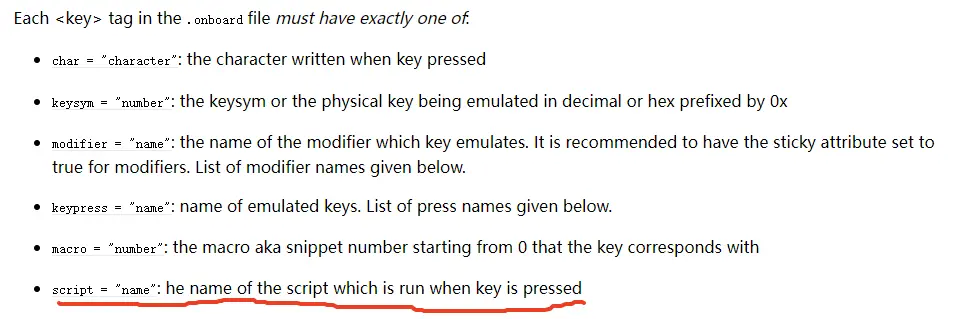 Each <key> tag in the .onboard file must have exactly one of:
• char = "character": the character written when key pressed
• keysym = "number": the keysym or the physical key being emulated in decimal or hex prefixed by 0x
• modifier = "name": the name of the modifier which key emulates. It is recommended to have the sticky attribute set to
true for modifiers. List of modifier names given below.
• keypress = "name": name of emulated keys. List of press names given below.
• macro = "number": the macro aka snippet number starting from 0 that the key corresponds with
• script = "name": he name of the script which is run when key is pressed